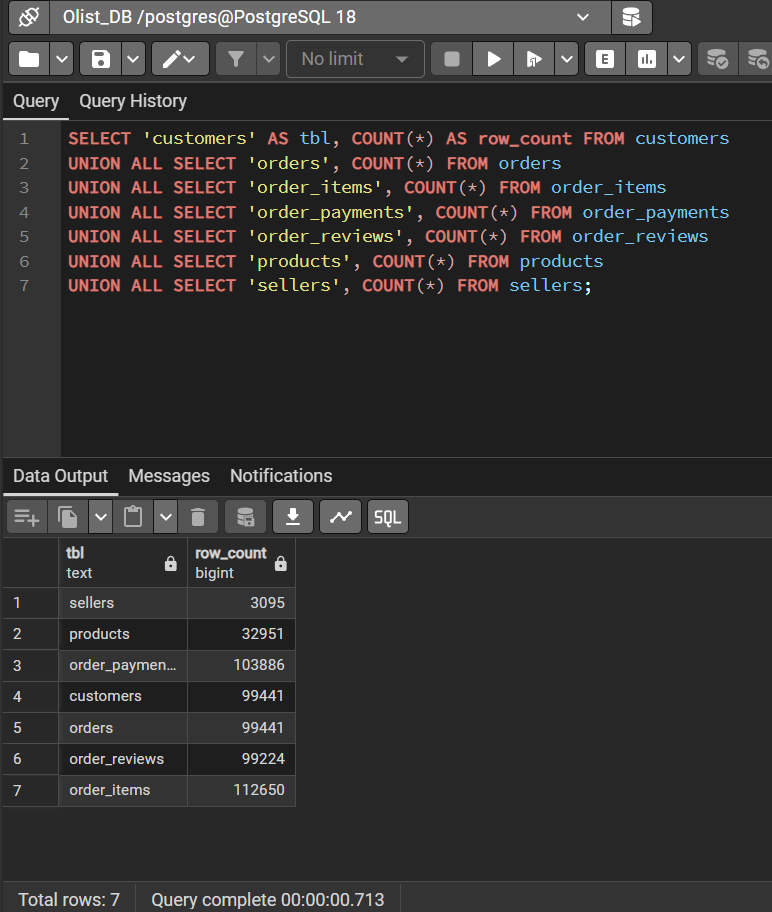 Olist_DB /postgres@PostgreSQL 18
No limit
E
Query Query History
1 SELECT 'customers' AS tbl, COUNT(*) AS row_count FROM customers
2 UNION ALL SELECT 'orders', COUNT(*) FROM orders
3 UNION ALL SELECT 'order_items', COUNT(*) FROM order_items
4 UNION ALL SELECT 'order_payments', COUNT(*) FROM order_payments
5 UNION ALL SELECT 'order_reviews', COUNT(*) FROM order_reviews
6 UNION ALL SELECT 'products', COUNT(*) FROM products
7 UNION ALL SELECT 'sellers', COUNT(*) FROM sellers;
Data Output Messages Notifications
SQL
tbl row_count
text bigint
1 sellers 3095
2 products 32951
3 order_paymen... 103886
4 customers 99441
5 orders 99441
6 order_reviews 99224
7 order_items 112650
Total rows: 7 Query complete 00:00:00.713